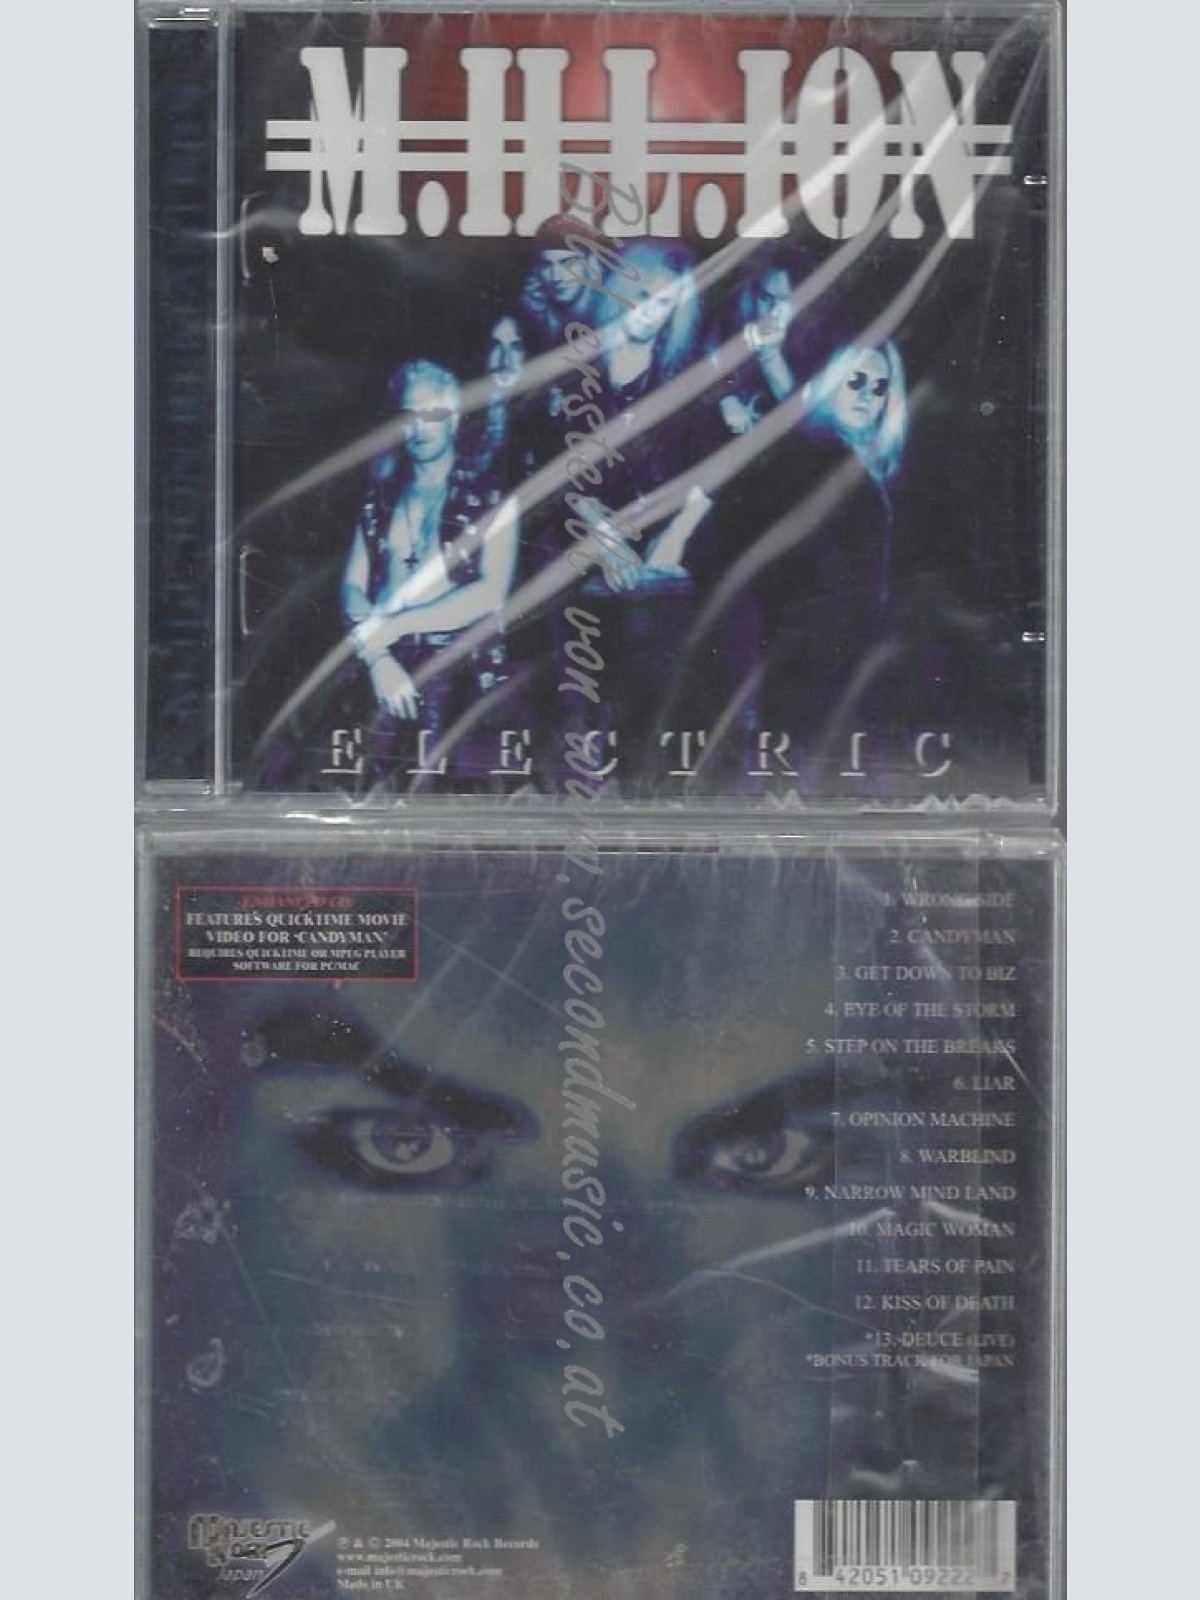 M.ILL.ION
ELECTRIC
Bild erstellt von www.secondmusic.co.at
ENHANCED CD:
FEATURES QUICKTIME MOVIE
VIDEO FOR 'CANDYMAN'
REQUIRES QUICKTIME OR MPEG PLAYER
SOFTWARE FOR PC/MAC
1. WRONG SIDE
2. CANDYMAN
3. GET DOWN TO BIZ
4. EYE OF THE STORM
5. STEP ON THE BREAKS
6. LIAR
7. OPINION MACHINE
8. WARBLIND
9. NARROW MIND LAND
10. MAGIC WOMAN
11. TEARS OF PAIN
12. KISS OF DEATH
*13. DEUCE (LIVE)
*BONUS TRACK FOR JAPAN
MAJESTIC
ROCK
Japan
℗ & © 2004 Majestic Rock Records
www.majesticrock.com
e-mail info@majesticrock.com
Made in UK
8 42051 09222 7